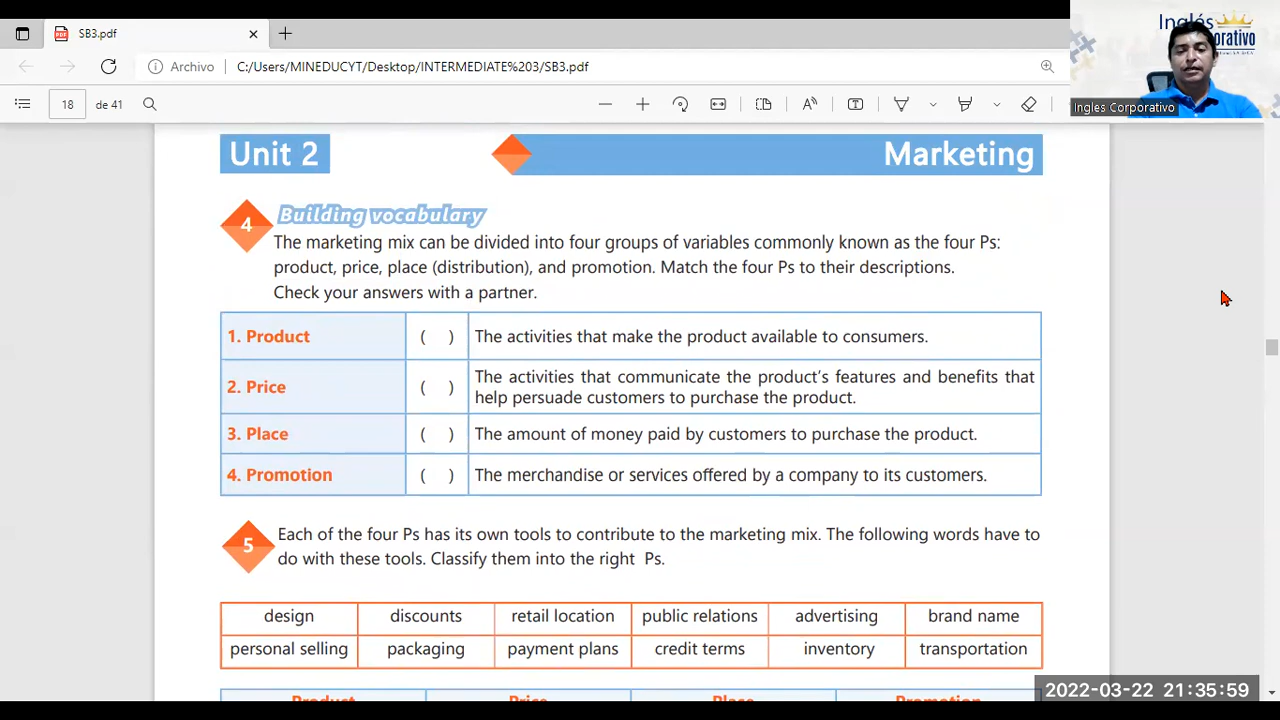 SB3.pdf
Archivo
C:/Users/MINEDUCYT/Desktop/INTERMEDIATE%203/SB3.pdf
18 de 41
Inglés
orativo
Ingles Corporativo
Unit 2
Marketing
4
Building vocabulary
The marketing mix can be divided into four groups of variables commonly known as the four Ps:
product, price, place (distribution), and promotion. Match the four Ps to their descriptions.
Check your answers with a partner.
1. Product ( ) The activities that make the product available to consumers.
2. Price ( ) The activities that communicate the product's features and benefits that
help persuade customers to purchase the product.
3. Place ( ) The amount of money paid by customers to purchase the product.
4. Promotion ( ) The merchandise or services offered by a company to its customers.
5
Each of the four Ps has its own tools to contribute to the marketing mix. The following words have to
do with these tools. Classify them into the right Ps.
design discounts retail location public relations advertising brand name
personal selling packaging payment plans credit terms inventory transportation
Product Price Place Promotion
2022-03-22 21:35:59